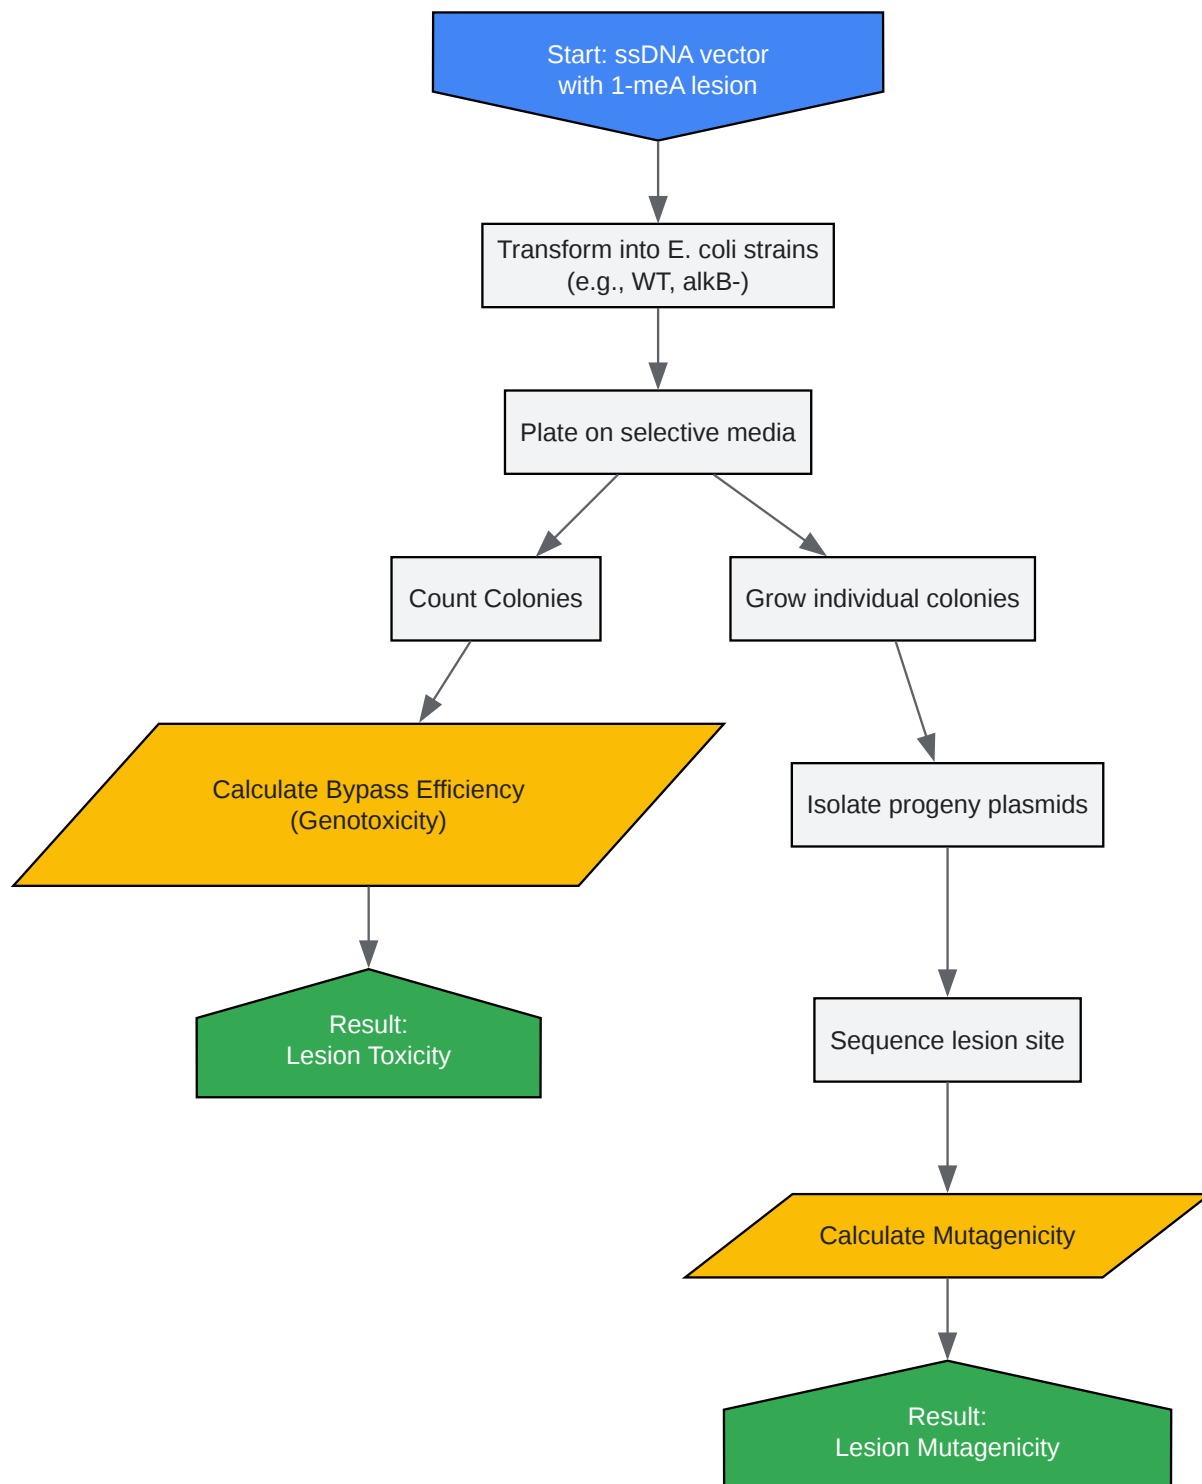 Start: ssDNA vector
with 1-meA lesion
Transform into E. coli strains
(e.g., WT, alkB-)
Plate on selective media
Count Colonies
Grow individual colonies
Calculate Bypass Efficiency
(Genotoxicity)
Isolate progeny plasmids
Result:
Lesion Toxicity
Sequence lesion site
Calculate Mutagenicity
Result:
Lesion Mutagenicity